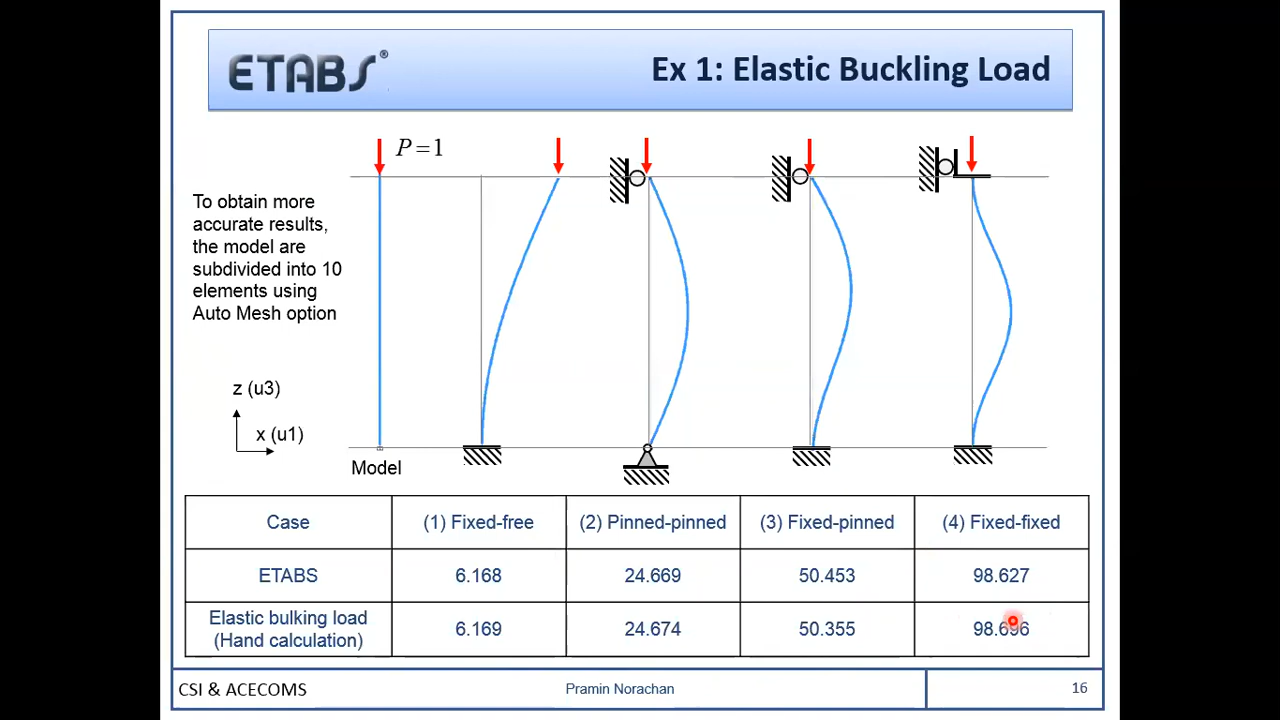 ETABS®
Ex 1: Elastic Buckling Load
P = 1
To obtain more
accurate results,
the model are
subdivided into 10
elements using
Auto Mesh option
z (u3)
x (u1)
Model
Case
(1) Fixed-free
(2) Pinned-pinned
(3) Fixed-pinned
(4) Fixed-fixed
ETABS
6.168
24.669
50.453
98.627
Elastic bulking load
(Hand calculation)
6.169
24.674
50.355
98.696
CSI & ACECOMS
Pramin Norachan
16